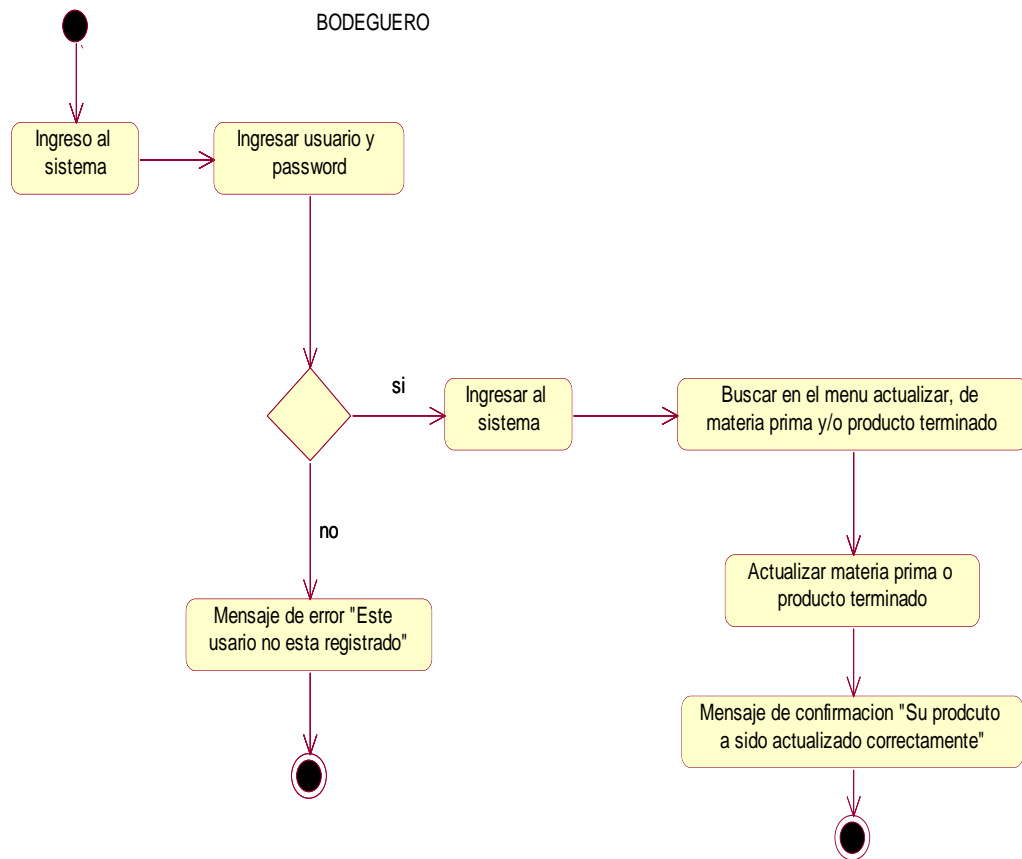 BODEGUERO
Ingreso al
sistema
Ingresar usuario y
password
si
Ingresar al
sistema
Buscar en el menu actualizar, de
materia prima y/o producto terminado
no
Actualizar materia prima o
producto terminado
Mensaje de error "Este
usario no esta registrado"
Mensaje de confirmacion "Su prodcuto
a sido actualizado correctamente"